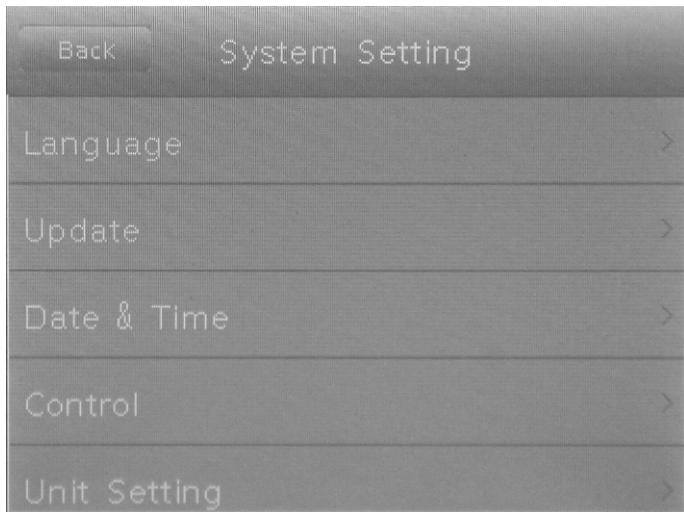 Back
System Setting
Language
Update
Date & Time
Control
Unit Setting